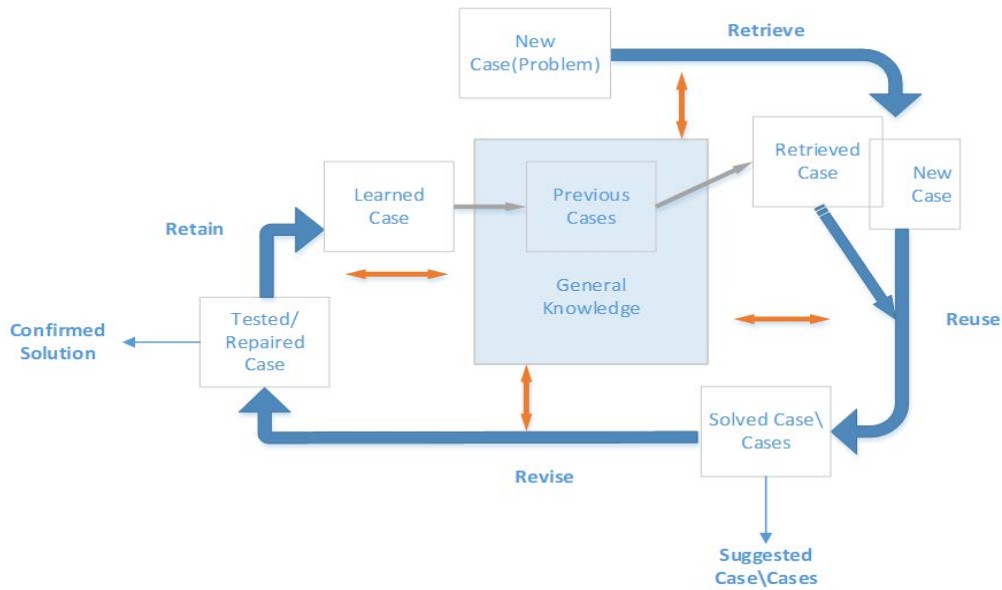 New
Case(Problem)
Retrieve
Retrieved
Case
New
Case
Learned
Case
Previous
Cases
Retain
General
Knowledge
Tested/
Repaired
Case
Confirmed
Solution
Reuse
Solved Case\
Cases
Revise
Suggested
Case\Cases